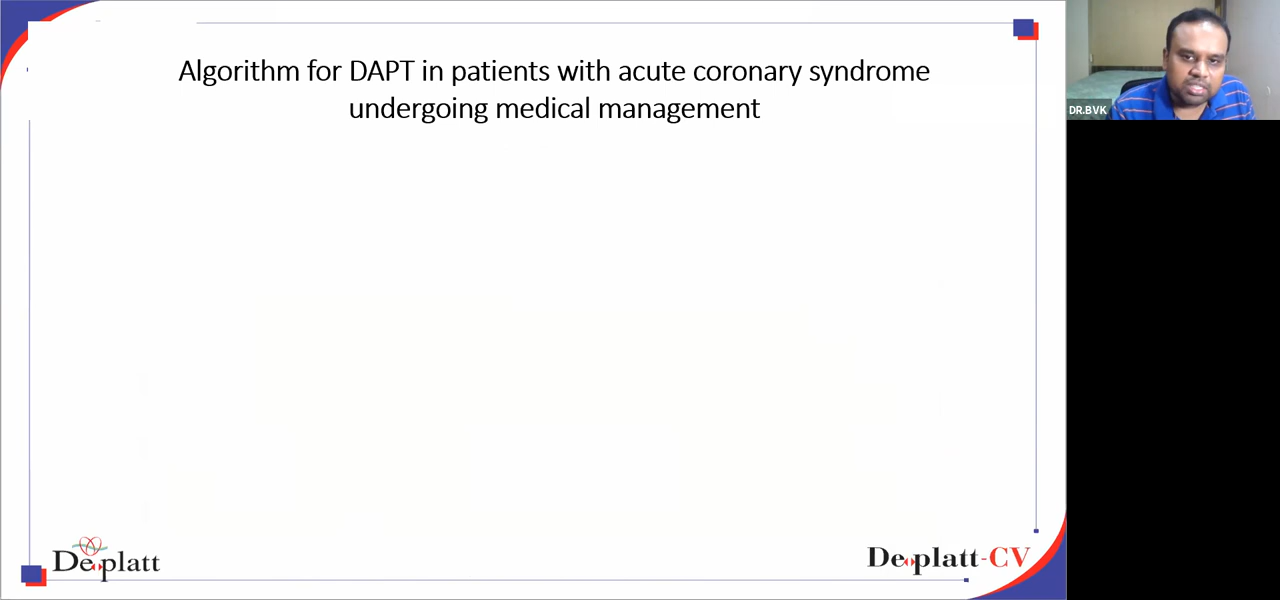 Algorithm for DAPT in patients with acute coronary syndrome
undergoing medical management
DR.BVK
Deplatt
Deplatt-CV